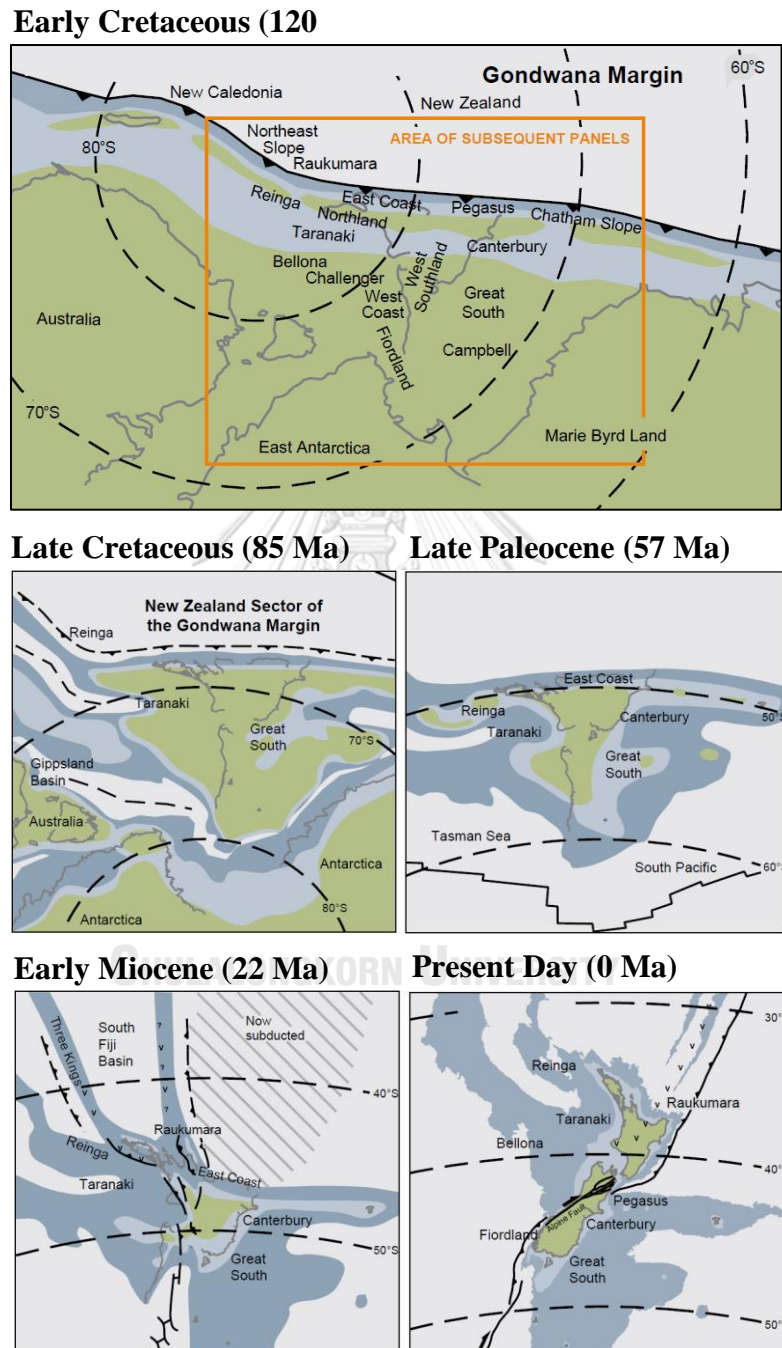 Early Cretaceous (120
60°S
Gondwana Margin
New Caledonia
New Zealand
AREA OF SUBSEQUENT PANELS
Northeast
Slope
Raukumara
80°S
Reinga
East Coast
Pegasus
Chatham Slope
Northland
Taranaki
Canterbury
Bellona
Challenger
West
Southland
West
Coast
Great
South
Australia
Fiordland
Campbell
70°S
East Antarctica
Marie Byrd Land
Late Cretaceous (85 Ma)
Late Paleocene (57 Ma)
New Zealand Sector of
the Gondwana Margin
Reinga
Taranaki
Great
South
70°S
Gippsland
Basin
Australia
Antarctica
Antarctica
80°S
East Coast
Reinga
Canterbury
50°S
Taranaki
Great
South
Tasman Sea
South Pacific
60°S
CHULALONGKORN UNIVERSITY
Early Miocene (22 Ma)
Present Day (0 Ma)
Three Kings
South
Fiji
Basin
?
v
?
v
?
v
v
v
Now
subducted
40°S
Raukumara
Reinga
v
v
East Coast
Taranaki
Canterbury
50°S
Great
South
30°S
v
v
v
v
Reinga
Taranaki
Raukumara
v
v
v
Bellona
40°S
Pegasus
Alpine Fault
Canterbury
Fiordland
Great
South
50°S